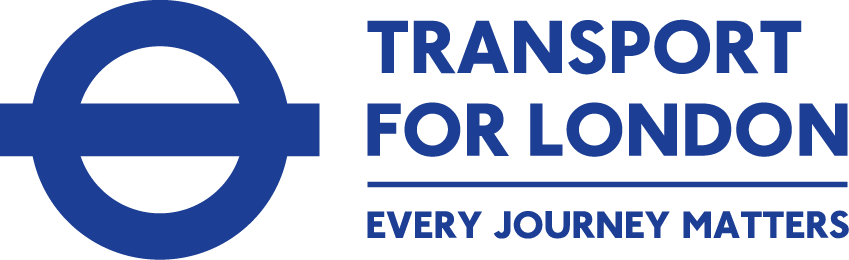 TRANSPORT
FOR LONDON
EVERY JOURNEY MATTERS